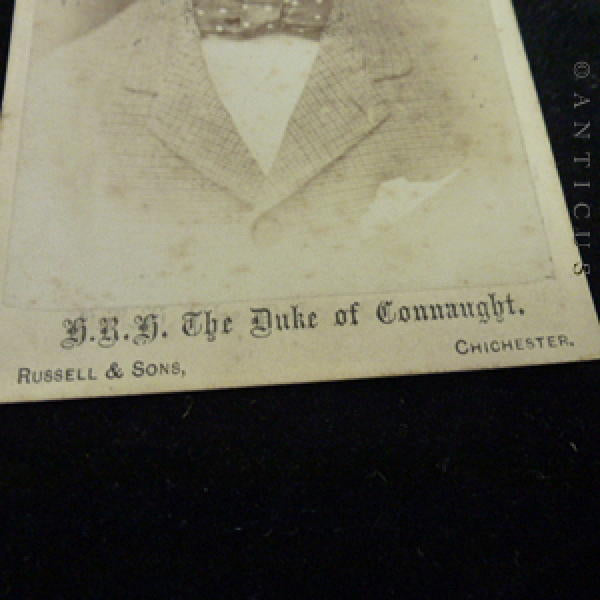 H.R.H. The Duke of Connaught.
RUSSELL & SONS,
CHICHESTER.
© ANTICUS